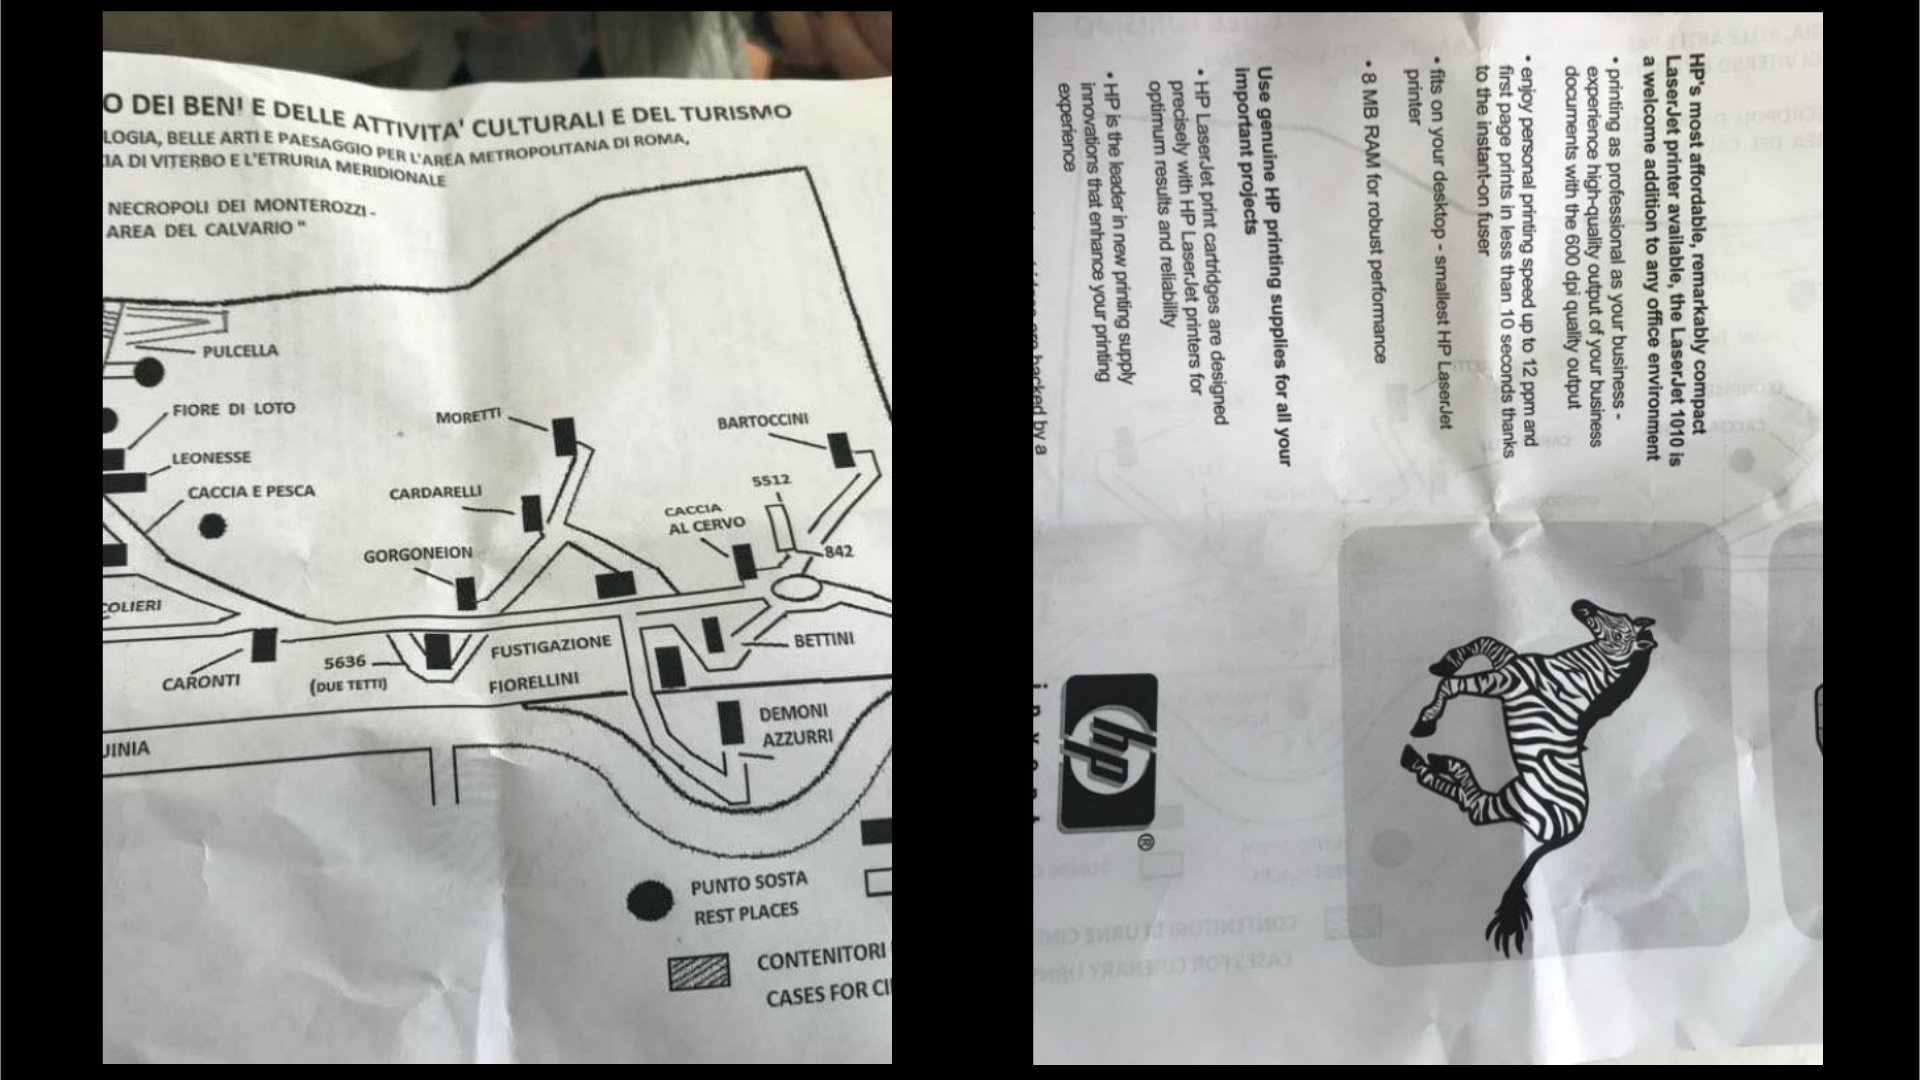 O DEI BENI E DELLE ATTIVITA' CULTURALI E DEL TURISMO
LOGIA, BELLE ARTI E PAESAGGIO PER L'AREA METROPOLITANA DI ROMA,
IA DI VITERBO E L'ETRURIA MERIDIONALE
NECROPOLI DEI MONTEROZZI -
AREA DEL CALVARIO "
PULCELLA
FIORE DI LOTO
LEONESSE
CACCIA E PESCA
MORETTI
BARTOCCINI
CARDARELLI
5512
CACCIA
AL CERVO
GORGONEION
842
COLIERI
CARONTI
5636
(DUE TETTI)
FUSTIGAZIONE
FIORELLINI
BETTINI
DEMONI
AZZURRI
UINIA
PUNTO SOSTA
REST PLACES
CONTENITORI
CASES FOR CI
HP's most affordable, remarkably compact
LaserJet printer available, the LaserJet 1010 is
a welcome addition to any office environment
• printing as professional as your business -
experience high-quality output of your business
documents with the 600 dpi quality output
• enjoy personal printing speed up to 12 ppm and
first page prints in less than 10 seconds thanks
to the instant-on fuser
• fits on your desktop - smallest HP LaserJet
printer
• 8 MB RAM for robust performance
Use genuine HP printing supplies for all your
important projects
• HP LaserJet print cartridges are designed
precisely with HP LaserJet printers for
optimum results and reliability
• HP is the leader in new printing supply
innovations that enhance your printing
experience
are backed by a
hp®
invent